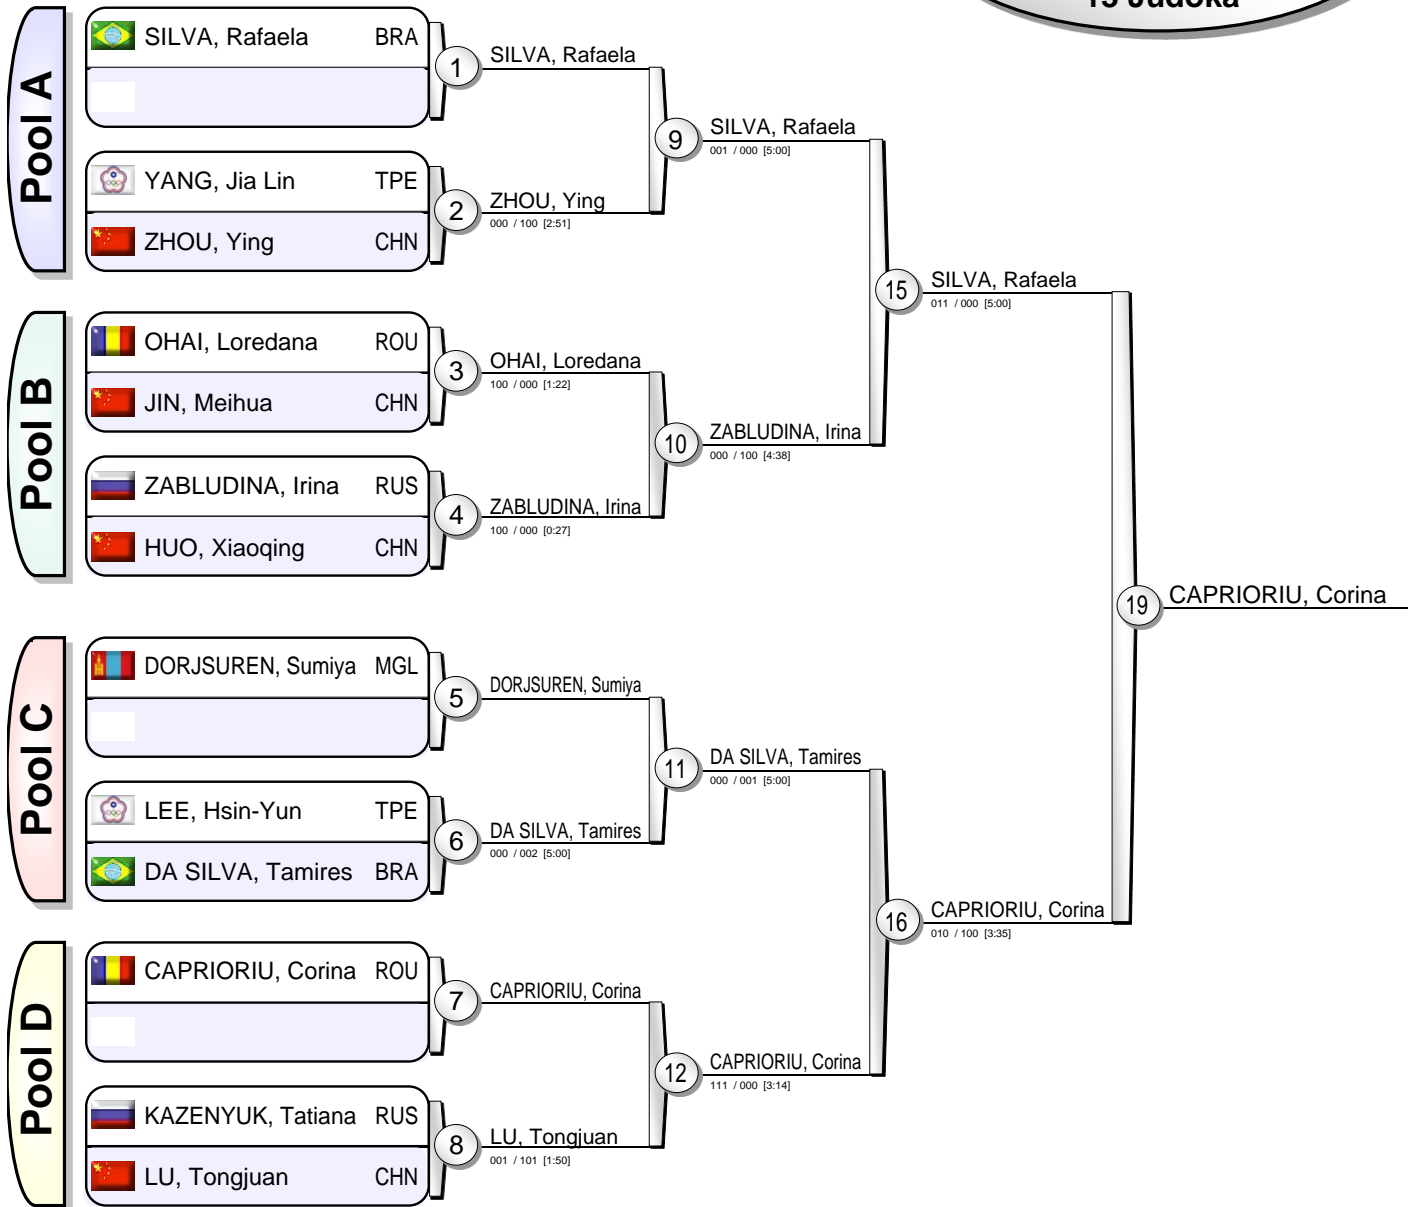 13 Judoka
Pool A
SILVA, Rafaela BRA
1
SILVA, Rafaela
YANG, Jia Lin TPE
ZHOU, Ying CHN
2
ZHOU, Ying
000 / 100 [2:51]
9
SILVA, Rafaela
001 / 000 [5:00]
Pool B
OHAI, Loredana ROU
JIN, Meihua CHN
3
OHAI, Loredana
100 / 000 [1:22]
ZABLUDINA, Irina RUS
HUO, Xiaoqing CHN
4
ZABLUDINA, Irina
100 / 000 [0:27]
10
ZABLUDINA, Irina
000 / 100 [4:38]
15
SILVA, Rafaela
011 / 000 [5:00]
Pool C
DORJSUREN, Sumiya MGL
5
DORJSUREN, Sumiya
LEE, Hsin-Yun TPE
DA SILVA, Tamires BRA
6
DA SILVA, Tamires
000 / 002 [5:00]
11
DA SILVA, Tamires
000 / 001 [5:00]
Pool D
CAPRIORIU, Corina ROU
7
CAPRIORIU, Corina
KAZENYUK, Tatiana RUS
LU, Tongjuan CHN
8
LU, Tongjuan
001 / 101 [1:50]
12
CAPRIORIU, Corina
111 / 000 [3:14]
16
CAPRIORIU, Corina
010 / 100 [3:35]
19
CAPRIORIU, Corina